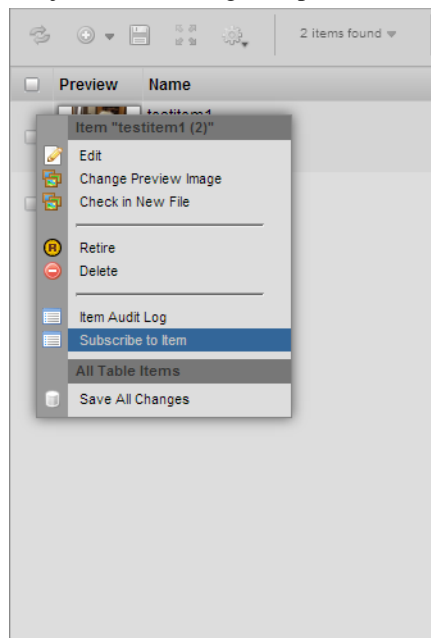 2 items found
Preview Name
Item "testitem1 (2)"
Edit
Change Preview Image
Check in New File
R
Retire
Delete
Item Audit Log
Subscribe to Item
All Table Items
Save All Changes